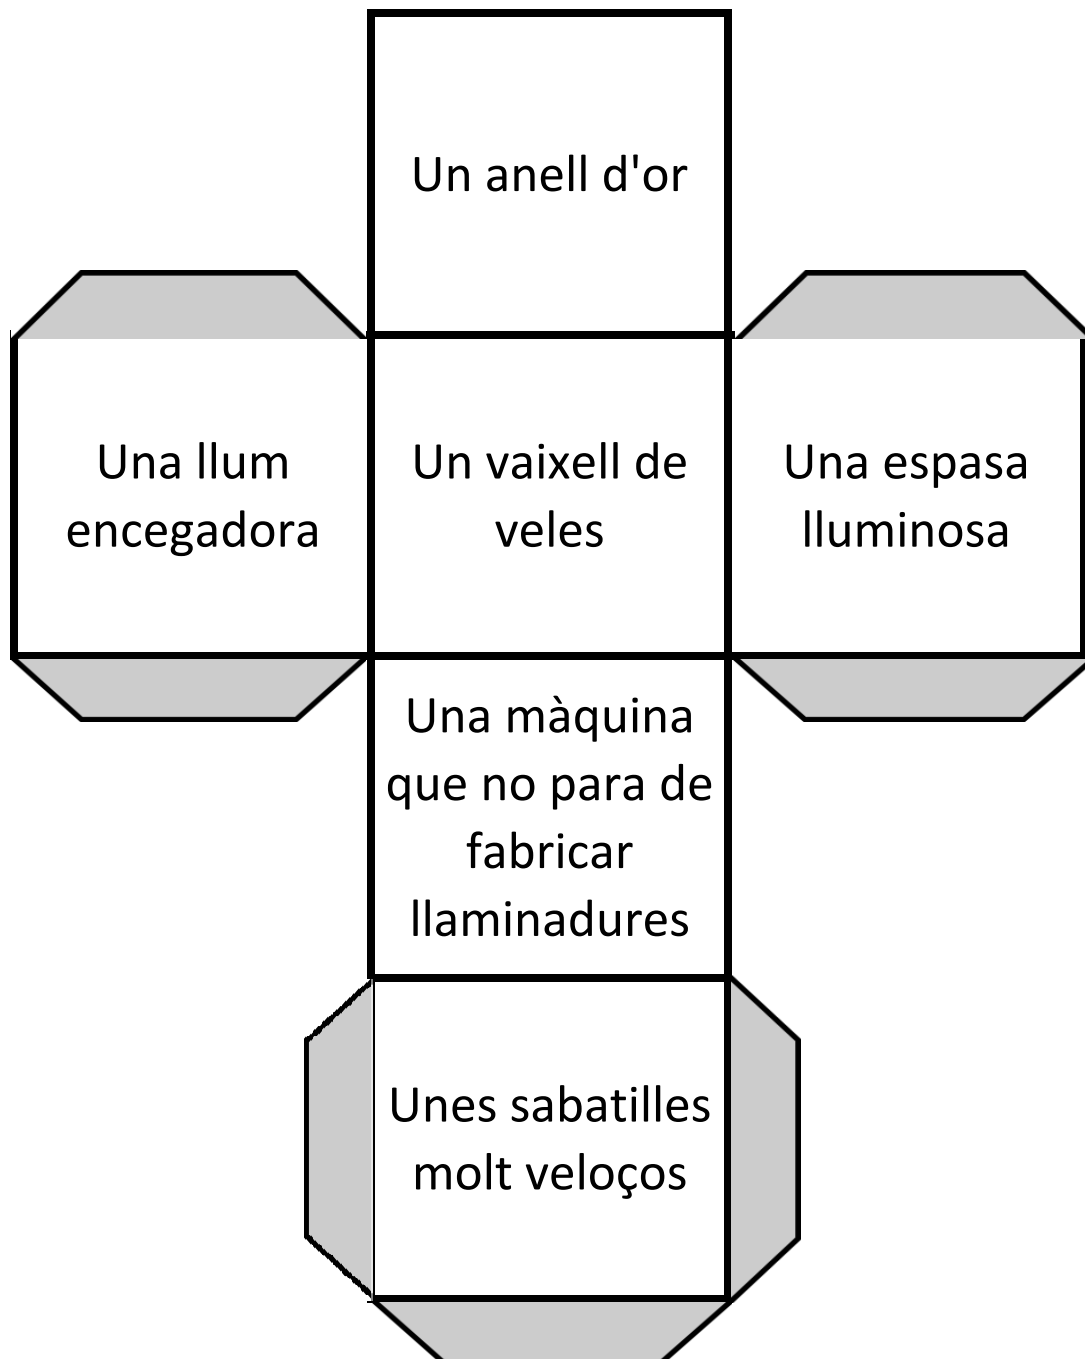 Un anell d'or
Una llum
encegadora
Un vaixell de
veles
Una espasa
lluminosa
Una màquina
que no para de
fabricar
llaminadures
Unes sabatilles
molt veloços